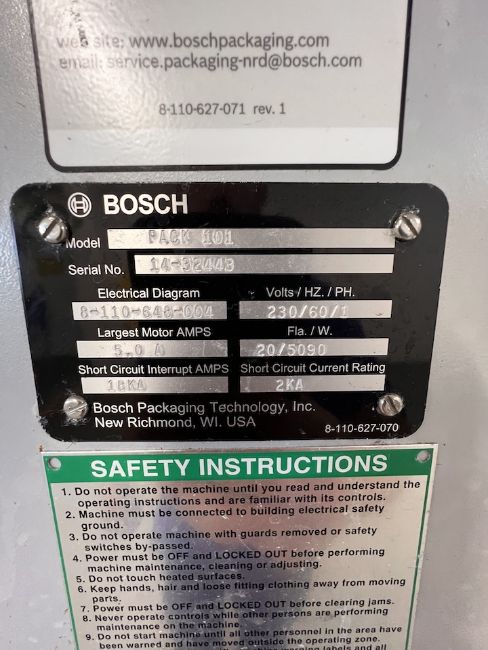 web site: www.boschpackaging.com
email: service.packaging-nrd@bosch.com
8-110-627-071 rev. 1
BOSCH
Model PACK 101
Serial No. 14-32443
Electrical Diagram Volts / HZ. / PH.
8-110-648-004 230/60/1
Largest Motor AMPS Fla. / W.
5.0 A 20/5090
Short Circuit Interrupt AMPS Short Circuit Current Rating
10KA 2KA
Bosch Packaging Technology, Inc.
New Richmond, WI. USA
8-110-627-070
SAFETY INSTRUCTIONS
1. Do not operate the machine until you read and understand the
operating instructions and are familiar with its controls.
2. Machine must be connected to building electrical safety
ground.
3. Do not operate machine with guards removed or safety
switches by-passed.
4. Power must be OFF and LOCKED OUT before performing
machine maintenance, cleaning or adjusting.
5. Do not touch heated surfaces.
6. Keep hands, hair and loose fitting clothing away from moving
parts.
7. Power must be OFF and LOCKED OUT before clearing jams.
8. Never operate controls while other persons are performing
maintenance on the machine.
9. Do not start machine until all other personnel in the area have
been warned and have moved outside the operating zone.
warning labels and all